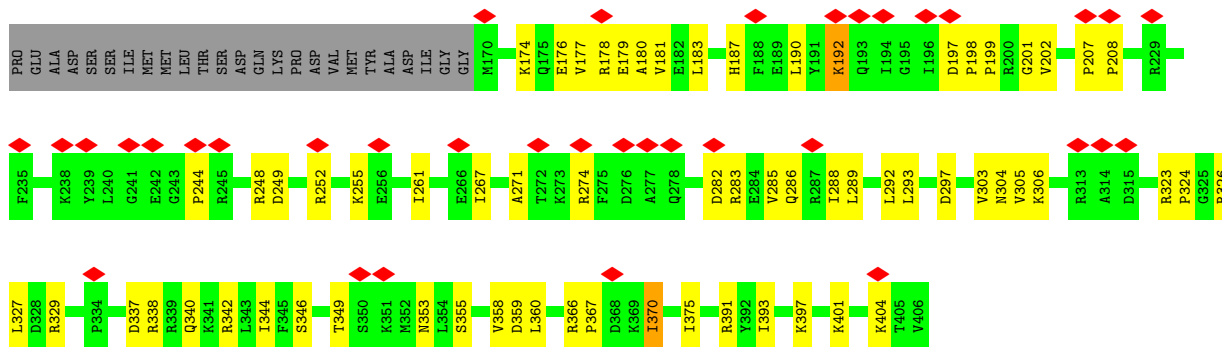 PRO GLU ALA ASP SER SER ILE MET MET LEU THR SER ASP GLN LYS PRO ASP VAL MET TYR ALA ASP ILE GLY GLY M170 K174 Q175 E176 V177 R178 E179 A180 V181 E182 L183 H187 F188 E189 L190 Y191 K192 Q193 I194 G195 I196 D197 P198 P199 R200 G201 V202 P207 P208 R229
F235 K238 Y239 L240 G241 E242 G243 P244 R245 R248 D249 R252 K255 E256 I261 E266 I267 A271 T272 K273 R274 F275 D276 A277 Q278 D282 R283 E284 V285 Q286 R287 I288 L289 L292 L293 D297 V303 N304 V305 K306 R313 A314 D315 R323 P324 G325
L327 D328 R329 P334 D337 R338 R339 Q340 K341 R342 L343 I344 F345 S346 T349 S350 K351 M352 N353 L354 S355 V358 D359 L360 R366 P367 D368 K369 I370 I375 R391 Y392 I393 K397 K401 K404 T405 V406